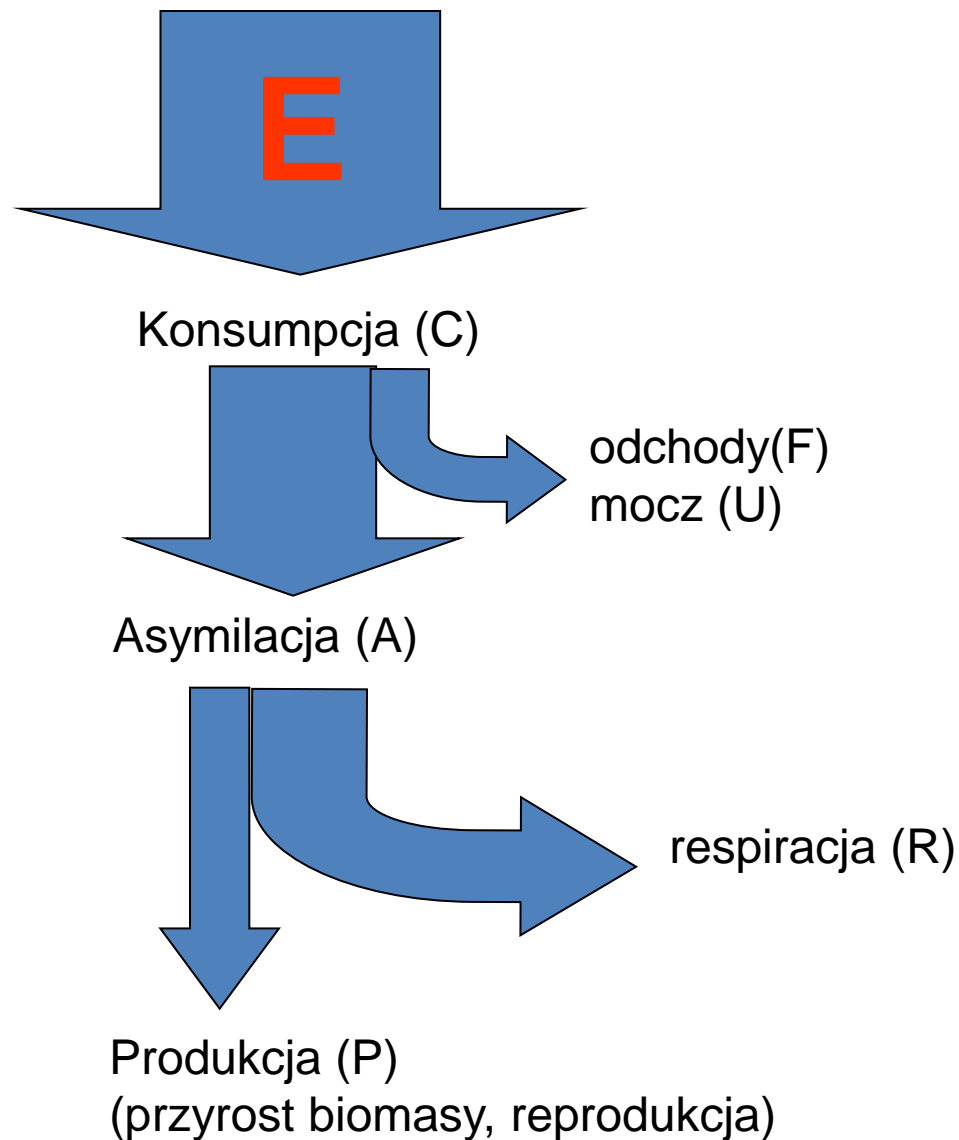 E
Konsumpcja (C)
odchody(F)
mocz (U)
Asymilacja (A)
respiracja (R)
Produkcja (P)
(przyrost biomasy, reprodukcja)